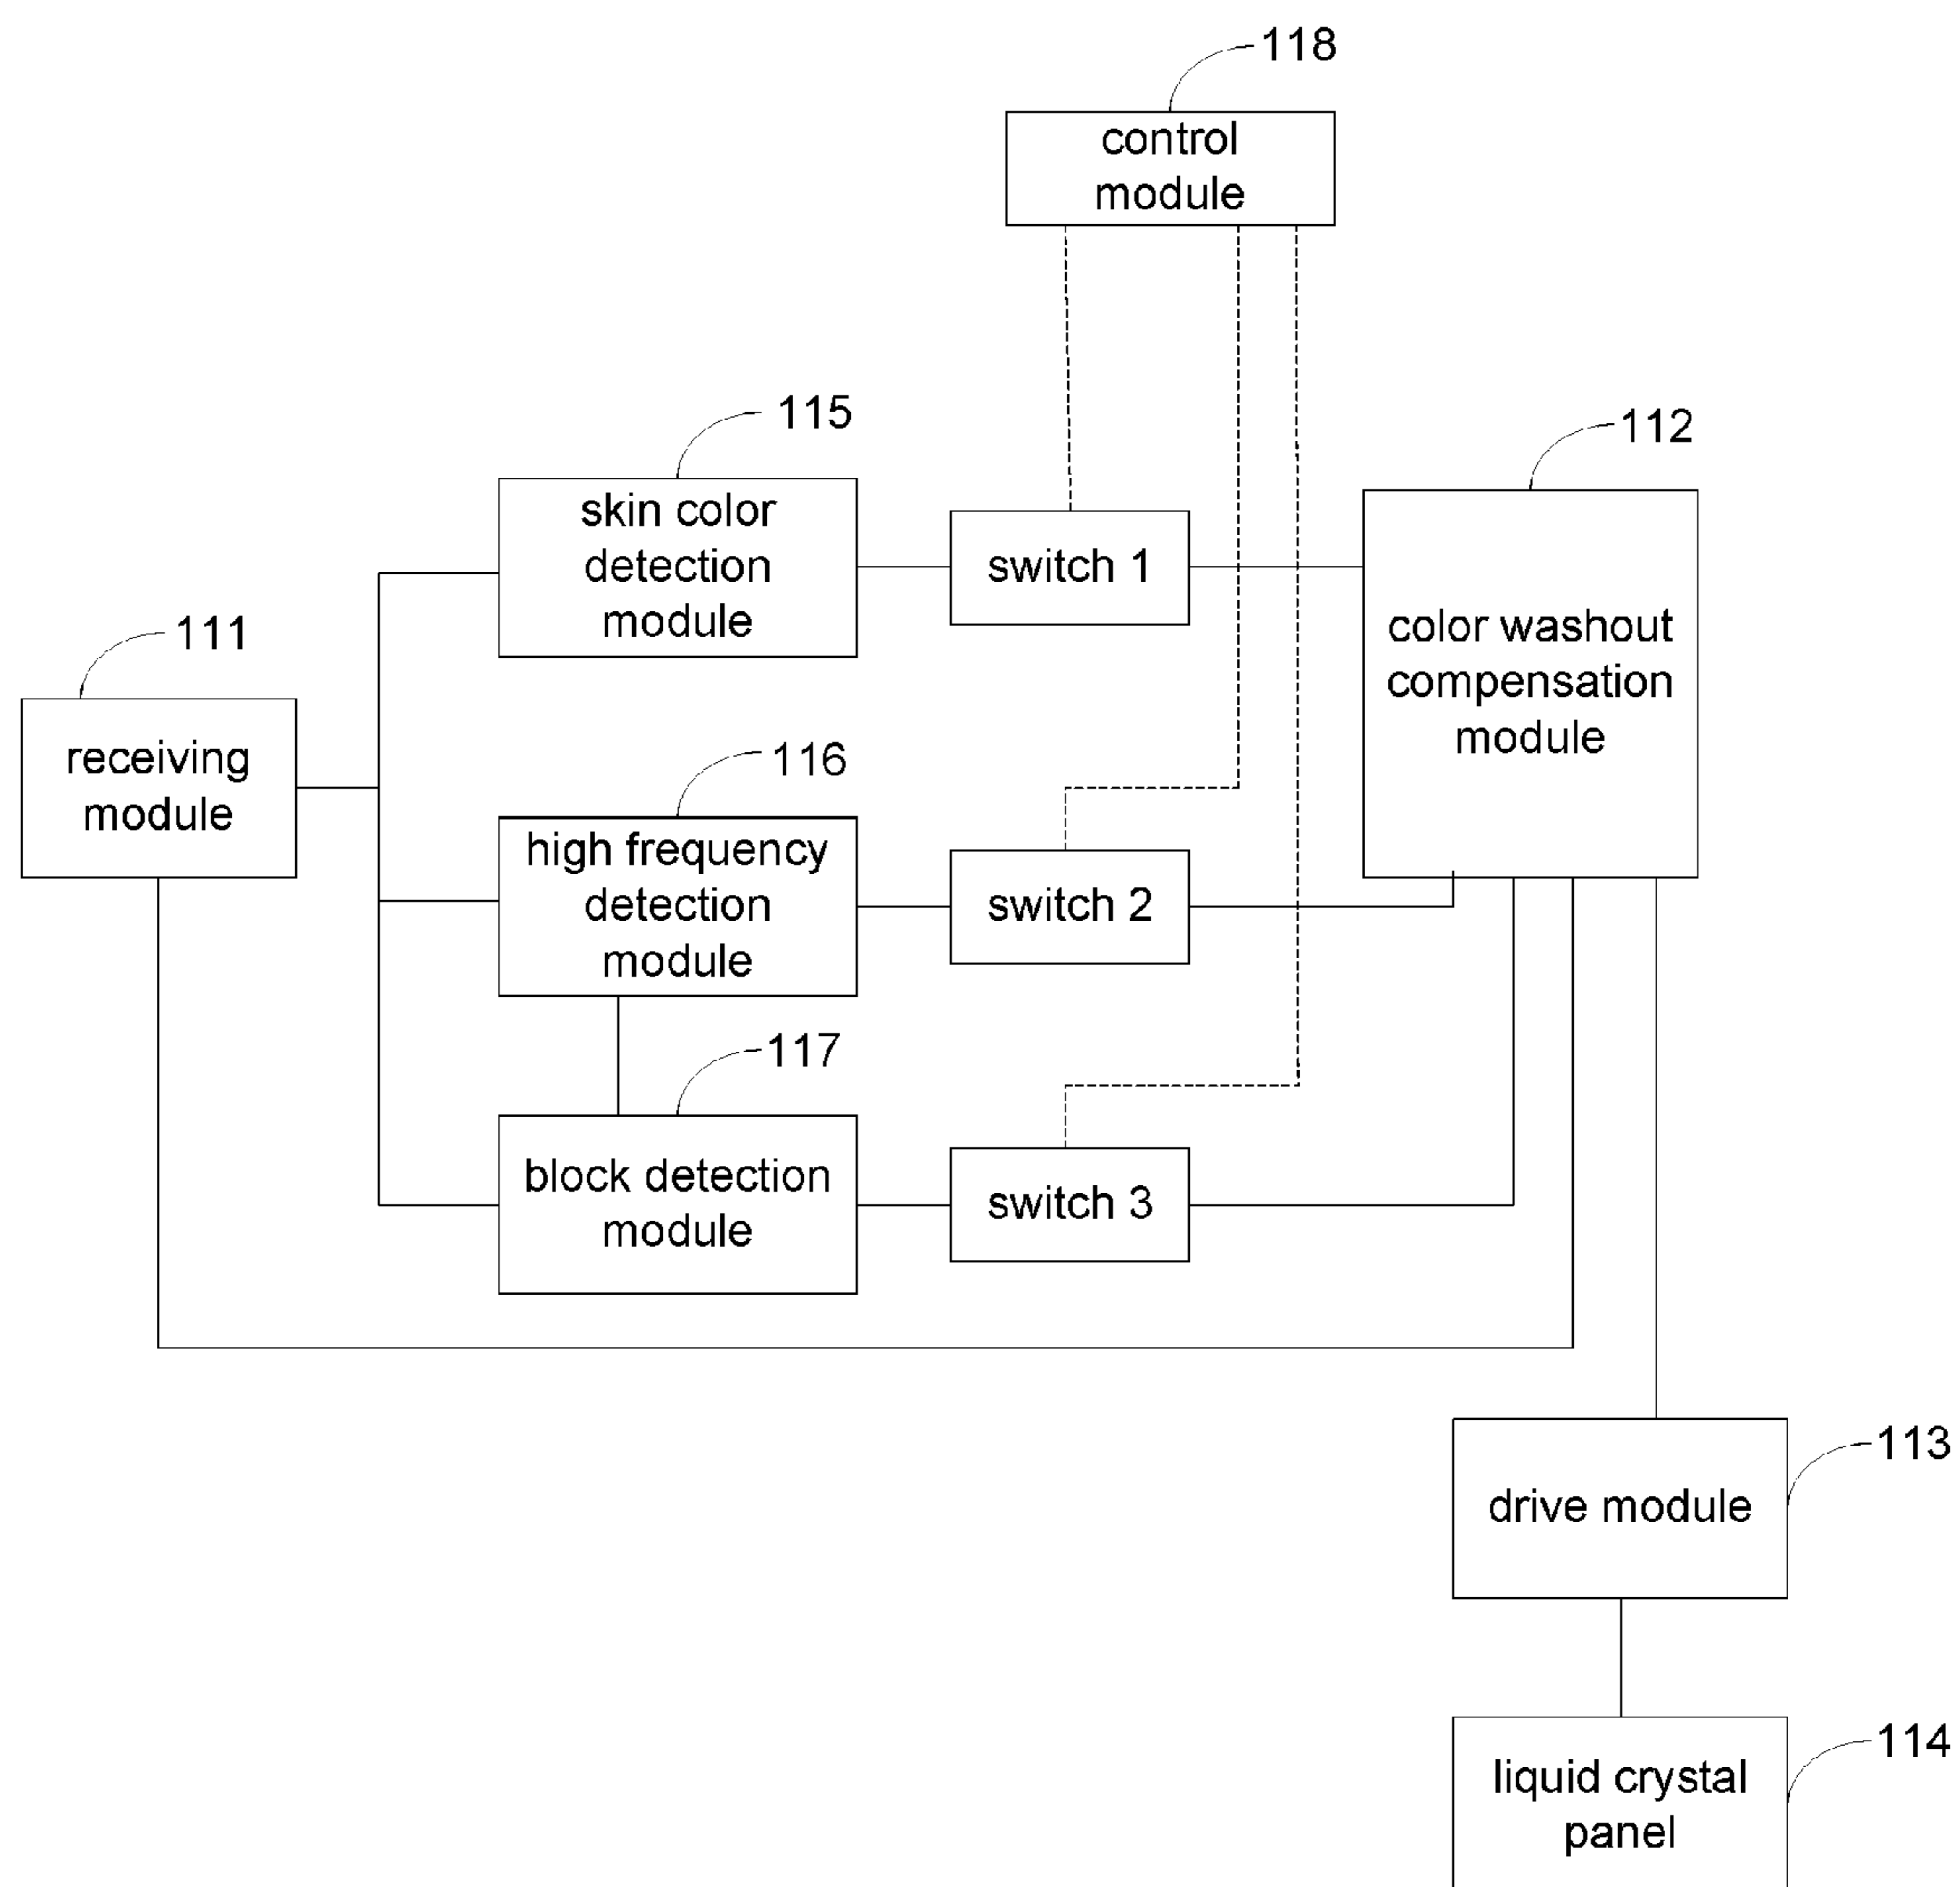 118
control
module
115
skin color
detection
module
switch 1
112
color washout
compensation
module
111
receiving
module
116
high frequency
detection
module
switch 2
117
block detection
module
switch 3
113
drive module
114
liquid crystal
panel